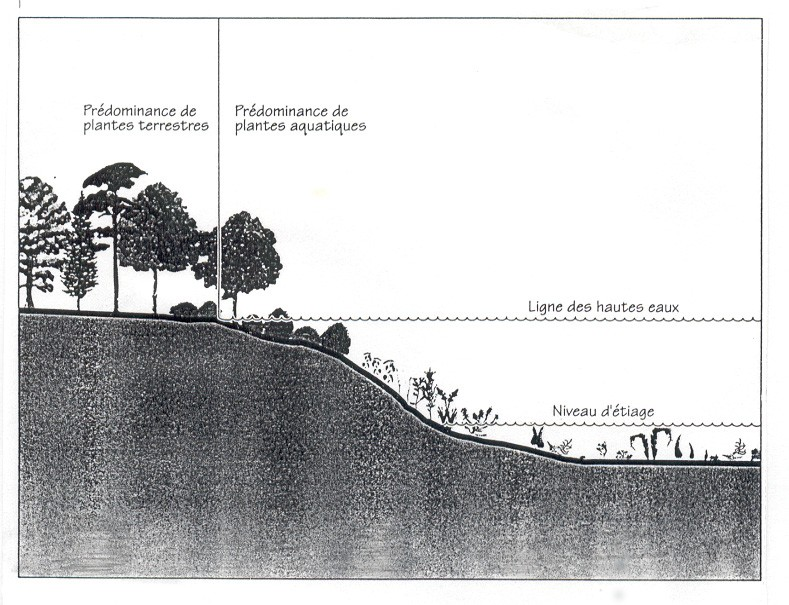 Prédominance de
plantes terrestres
Prédominance de
plantes aquatiques
Ligne des hautes eaux
Niveau d'étiage